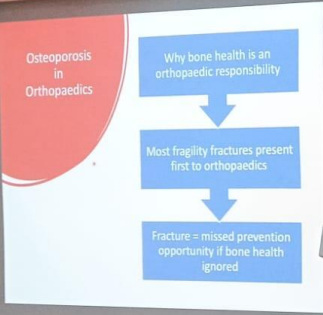 Osteoporosis
in
Orthopaedics
Why bone health is an
orthopaedic responsibility
Most fragility fractures present
first to orthopaedics
Fracture = missed prevention
opportunity if bone health
ignored